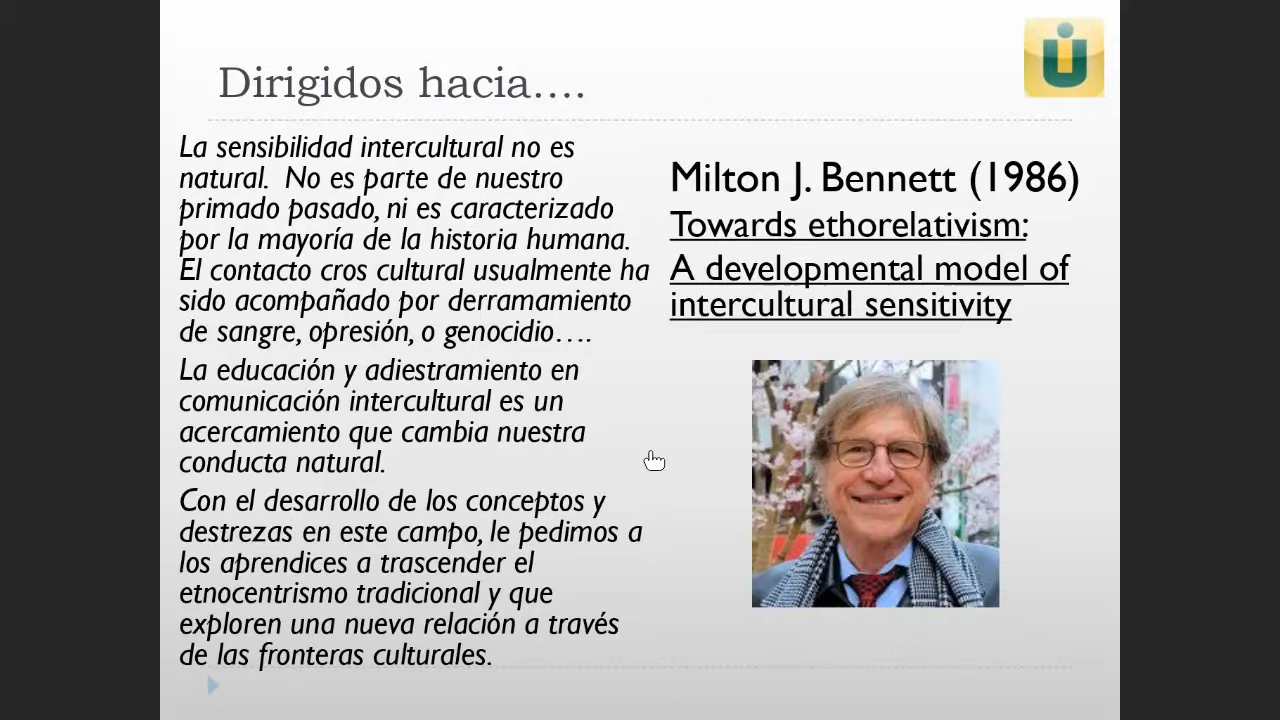 Dirigidos hacia....
La sensibilidad intercultural no es
natural. No es parte de nuestro
primado pasado, ni es caracterizado
por la mayoría de la historia humana.
El contacto cros cultural usualmente ha
sido acompañado por derramamiento
de sangre, opresión, o genocidio....
La educación y adiestramiento en
comunicación intercultural es un
acercamiento que cambia nuestra
conducta natural.
Con el desarrollo de los conceptos y
destrezas en este campo, le pedimos a
los aprendices a trascender el
etnocentrismo tradicional y que
exploren una nueva relación a través
de las fronteras culturales.
Milton J. Bennett (1986)
Towards ethorelativism:
A developmental model of
intercultural sensitivity